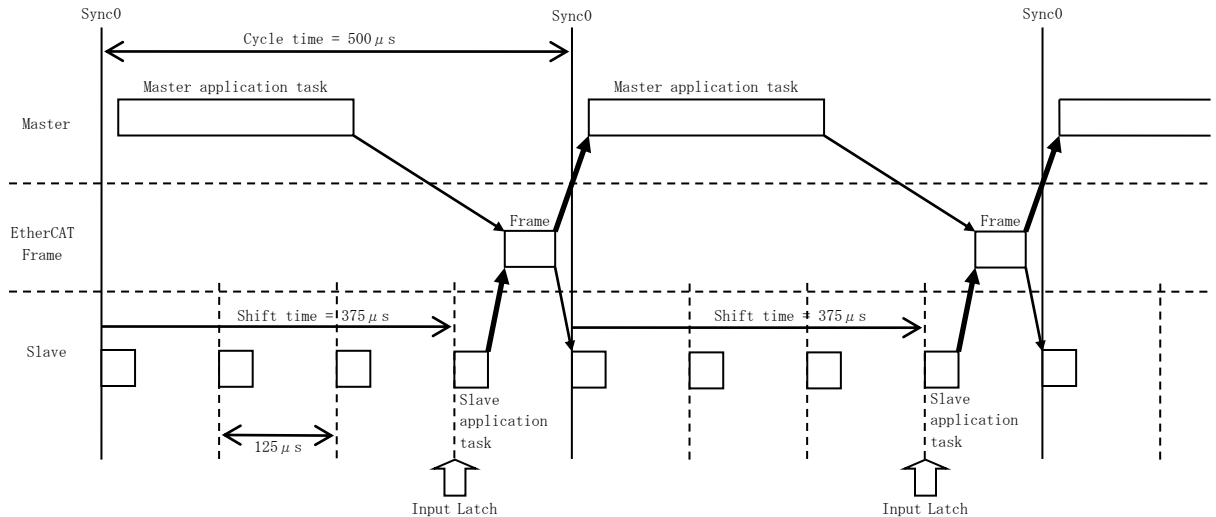 Sync0
Sync0
Sync0
Cycle time = 500μs
Master application task
Master application task
Master
Frame
Frame
EtherCAT
Frame
Shift time = 375μs
Shift time = 375μs
Slave
Slave
application
task
Slave
application
task
125μs
Input Latch
Input Latch